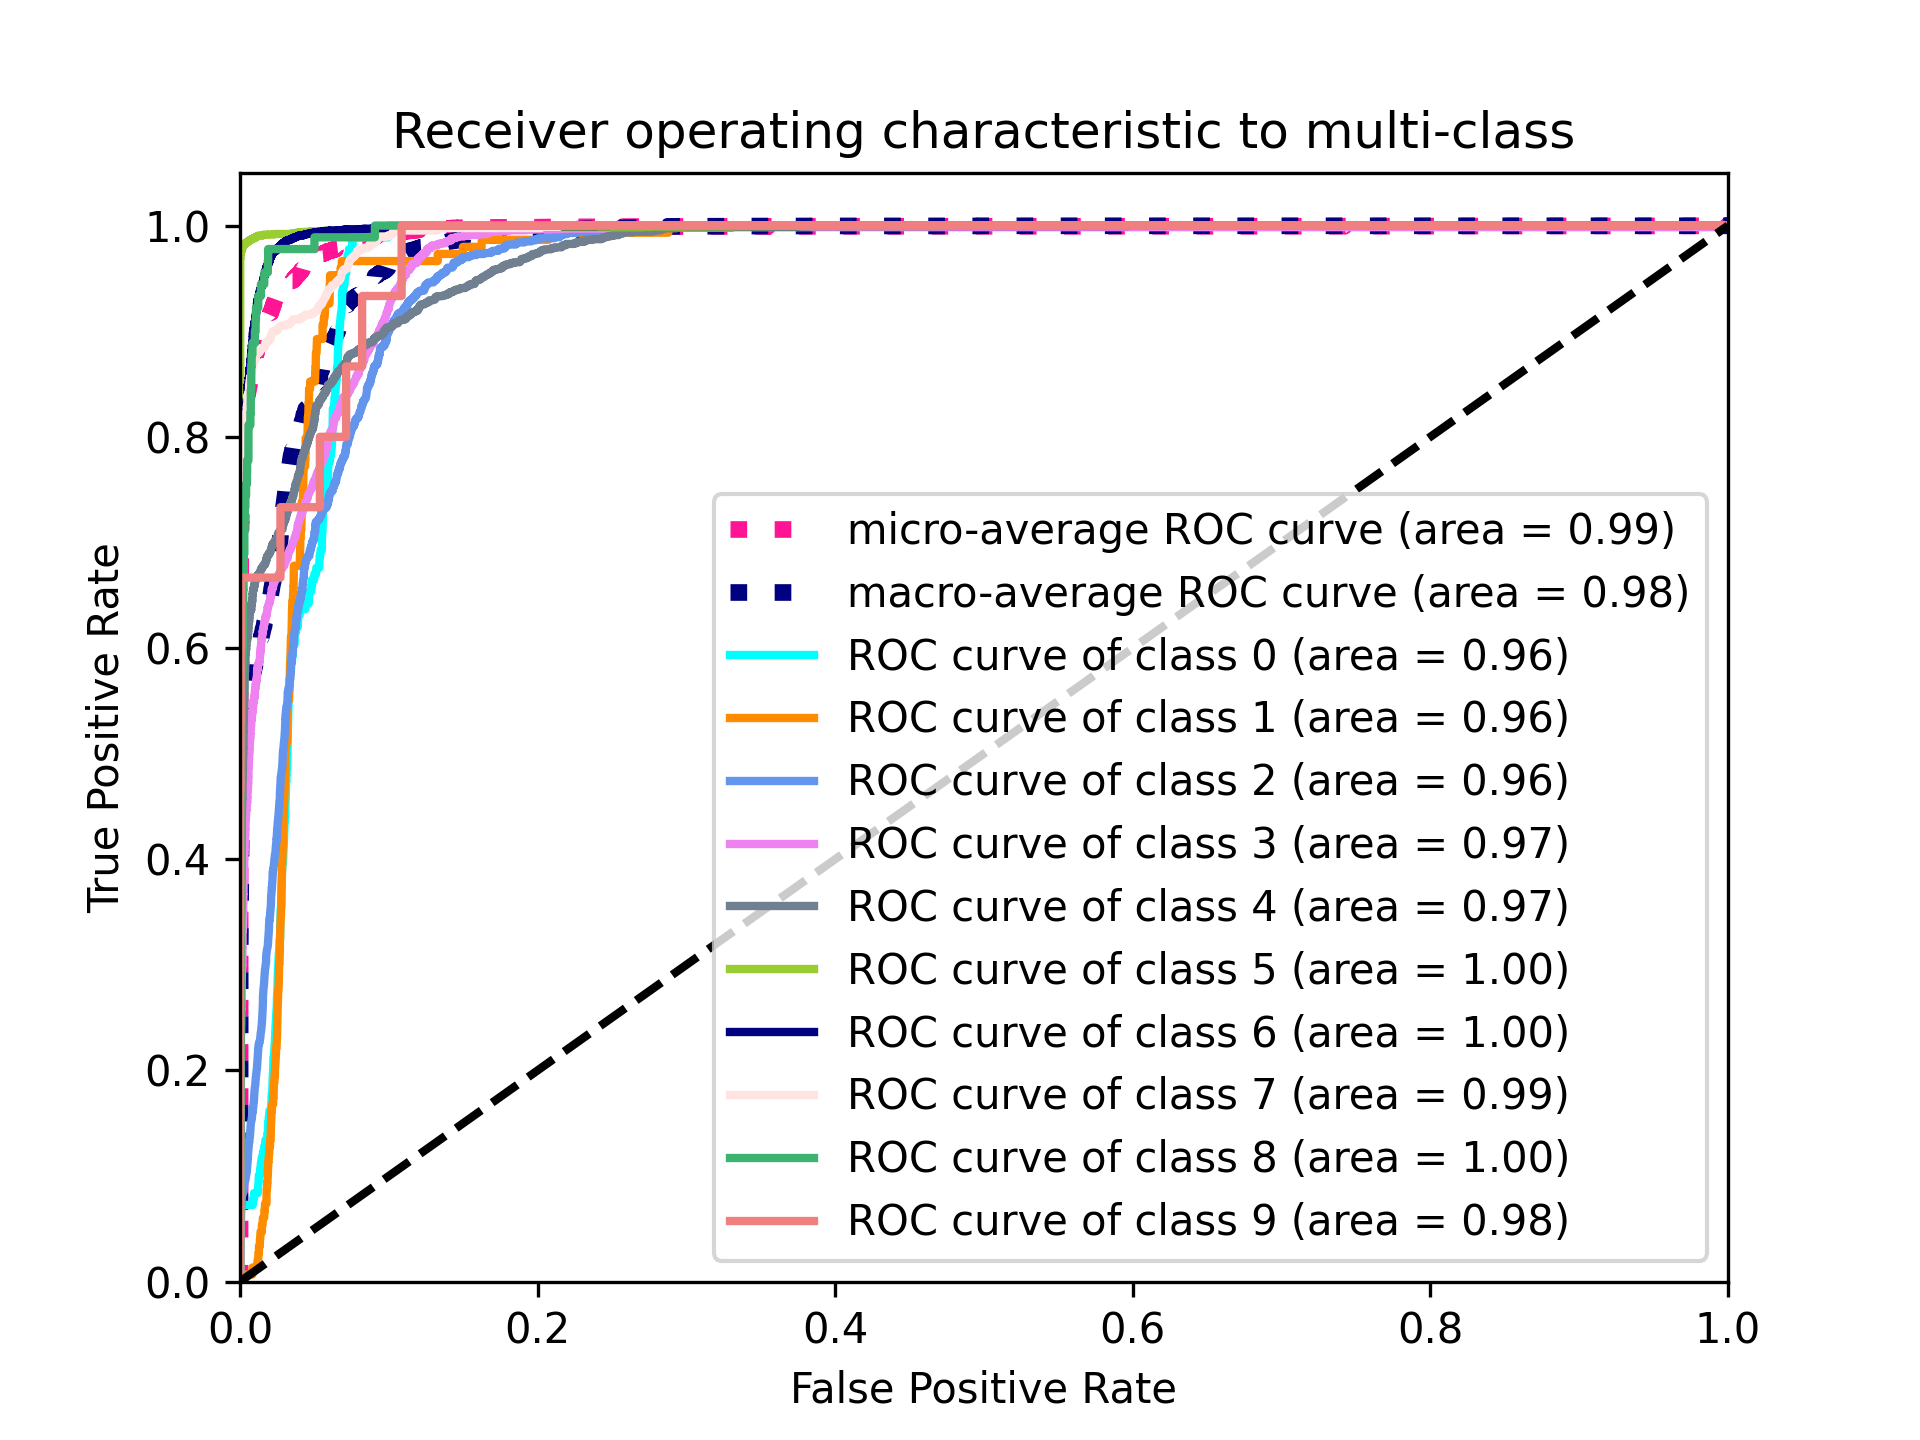 Receiver operating characteristic to multi-class
1.0
0.8
0.6
0.4
0.2
0.0
True Positive Rate
micro-average ROC curve (area = 0.99)
macro-average ROC curve (area = 0.98)
ROC curve of class 0 (area = 0.96)
ROC curve of class 1 (area = 0.96)
ROC curve of class 2 (area = 0.96)
ROC curve of class 3 (area = 0.97)
ROC curve of class 4 (area = 0.97)
ROC curve of class 5 (area = 1.00)
ROC curve of class 6 (area = 1.00)
ROC curve of class 7 (area = 0.99)
ROC curve of class 8 (area = 1.00)
ROC curve of class 9 (area = 0.98)
0.0 0.2 0.4 0.6 0.8 1.0
False Positive Rate